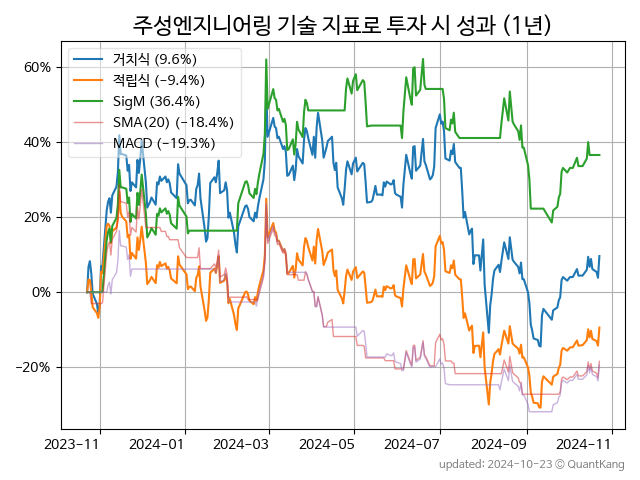 주성엔지니어링 기술 지표로 투자 시 성과 (1년)
거치식 (9.6%)
적립식 (−9.4%)
SigM (36.4%)
SMA(20) (−18.4%)
MACD (−19.3%)
60%
40%
20%
0%
−20%
2023−11 2024−01 2024−03 2024−05 2024−07 2024−09 2024−11
updated: 2024-10-23 © QuantKang